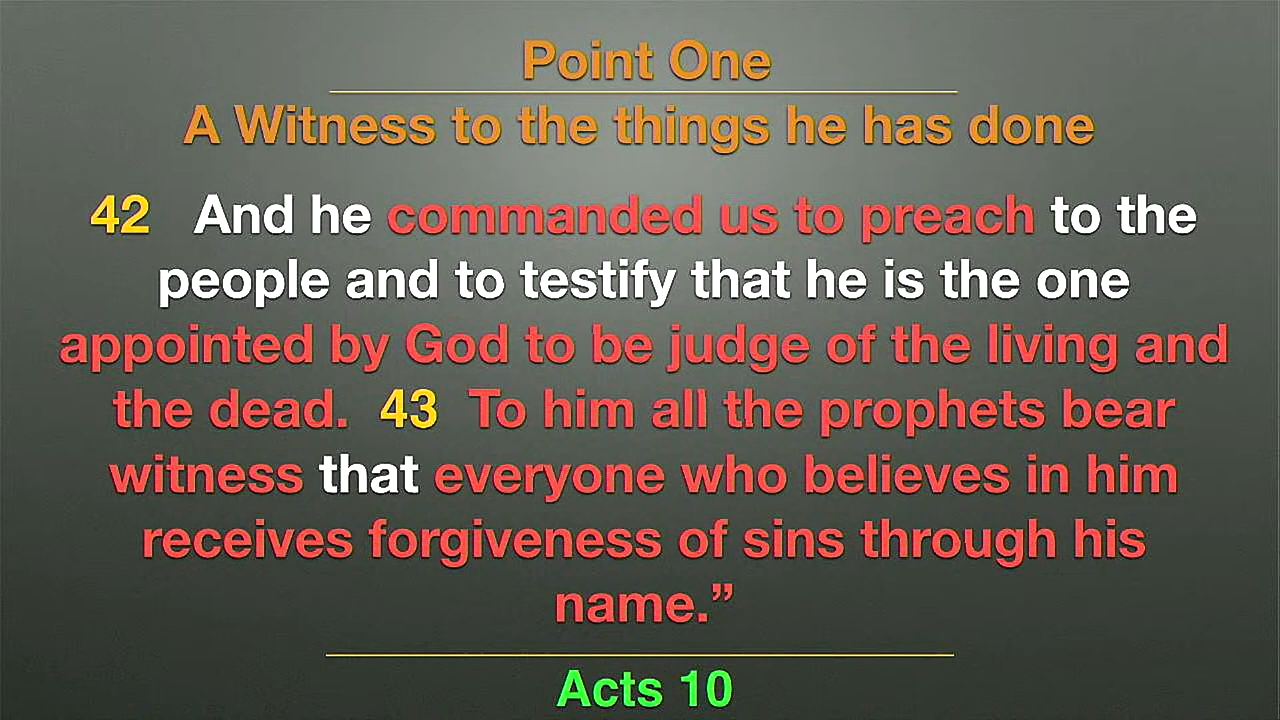 Point One
A Witness to the things he has done
42 And he commanded us to preach to the
people and to testify that he is the one
appointed by God to be judge of the living and
the dead. 43 To him all the prophets bear
witness that everyone who believes in him
receives forgiveness of sins through his
name.”
Acts 10